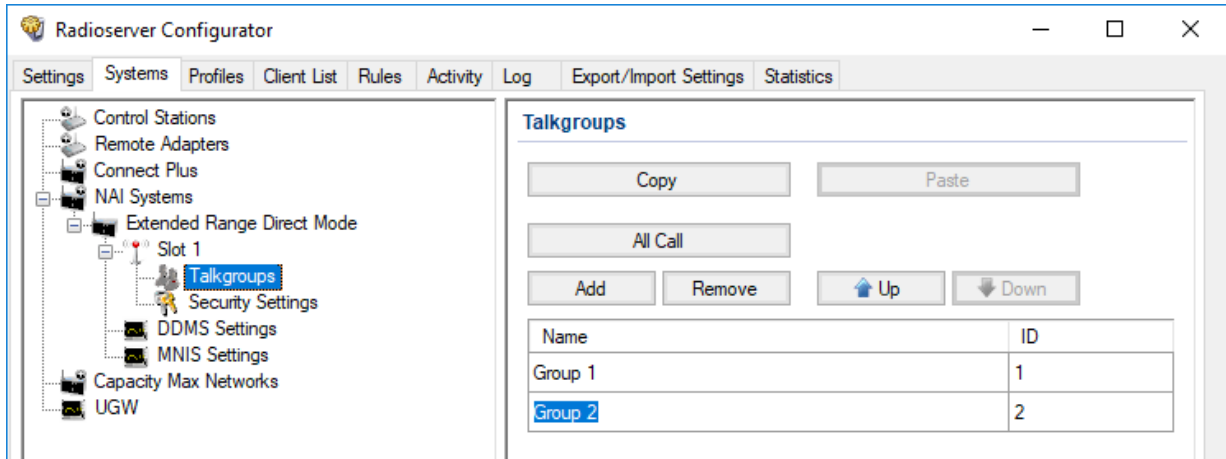 Radioserver Configurator
Settings Systems Profiles Client List Rules Activity Log Export/Import Settings Statistics
Control Stations
Remote Adapters
Connect Plus
NAI Systems
Extended Range Direct Mode
Slot 1
Talkgroups
Security Settings
DDMS Settings
MNIS Settings
Capacity Max Networks
UGW
Talkgroups
Copy Paste
All Call
Add Remove Up Down
Name ID
Group 1 1
Group 2 2